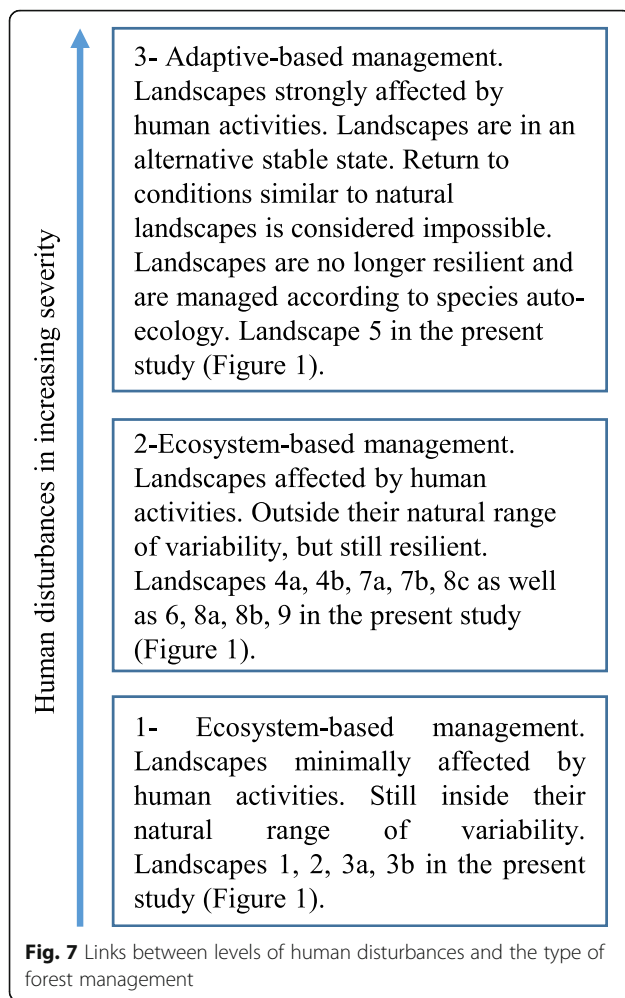 Human disturbances in increasing severity
3- Adaptive-based management.
Landscapes strongly affected by
human activities. Landscapes are in an
alternative stable state. Return to
conditions similar to natural
landscapes is considered impossible.
Landscapes are no longer resilient and
are managed according to species auto-
ecology. Landscape 5 in the present
study (Figure 1).
2-Ecosystem-based management.
Landscapes affected by human
activities. Outside their natural range
of variability, but still resilient.
Landscapes 4a, 4b, 7a, 7b, 8c as well
as 6, 8a, 8b, 9 in the present study
(Figure 1).
1- Ecosystem-based management.
Landscapes minimally affected by
human activities. Still inside their
natural range of variability.
Landscapes 1, 2, 3a, 3b in the present
study (Figure 1).
Fig. 7 Links between levels of human disturbances and the type of
forest management